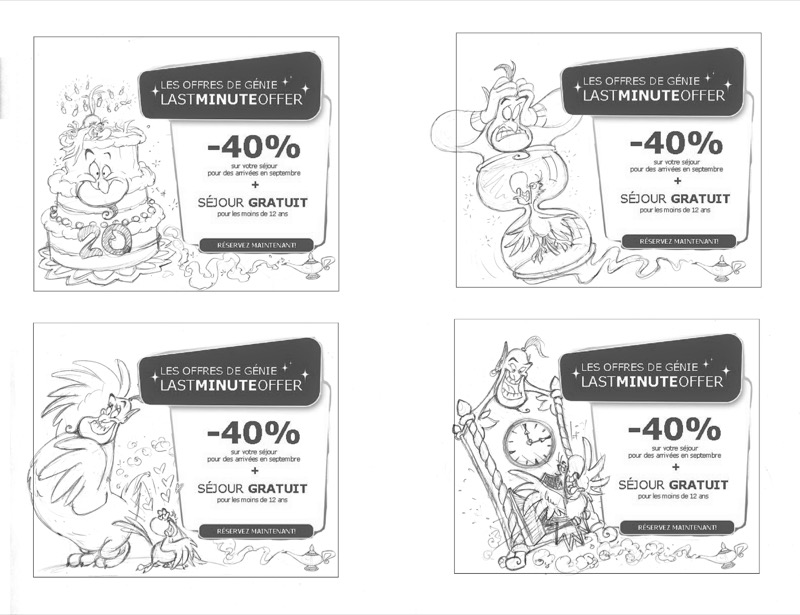 LES OFFRES DE GÉNIE
LASTMINUTEOFFER
-40%
sur votre séjour
pour des arrivées en septembre
+
SÉJOUR GRATUIT
pour les moins de 12 ans
RÉSERVEZ MAINTENANT!
20
LES OFFRES DE GÉNIE
LASTMINUTEOFFER
-40%
sur votre séjour
pour des arrivées en septembre
+
SÉJOUR GRATUIT
pour les moins de 12 ans
RÉSERVEZ MAINTENANT!
LES OFFRES DE GÉNIE
LASTMINUTEOFFER
-40%
sur votre séjour
pour des arrivées en septembre
+
SÉJOUR GRATUIT
pour les moins de 12 ans
RÉSERVEZ MAINTENANT!
LES OFFRES DE GÉNIE
LASTMINUTEOFFER
-40%
sur votre séjour
pour des arrivées en septembre
+
SÉJOUR GRATUIT
pour les moins de 12 ans
RÉSERVEZ MAINTENANT!